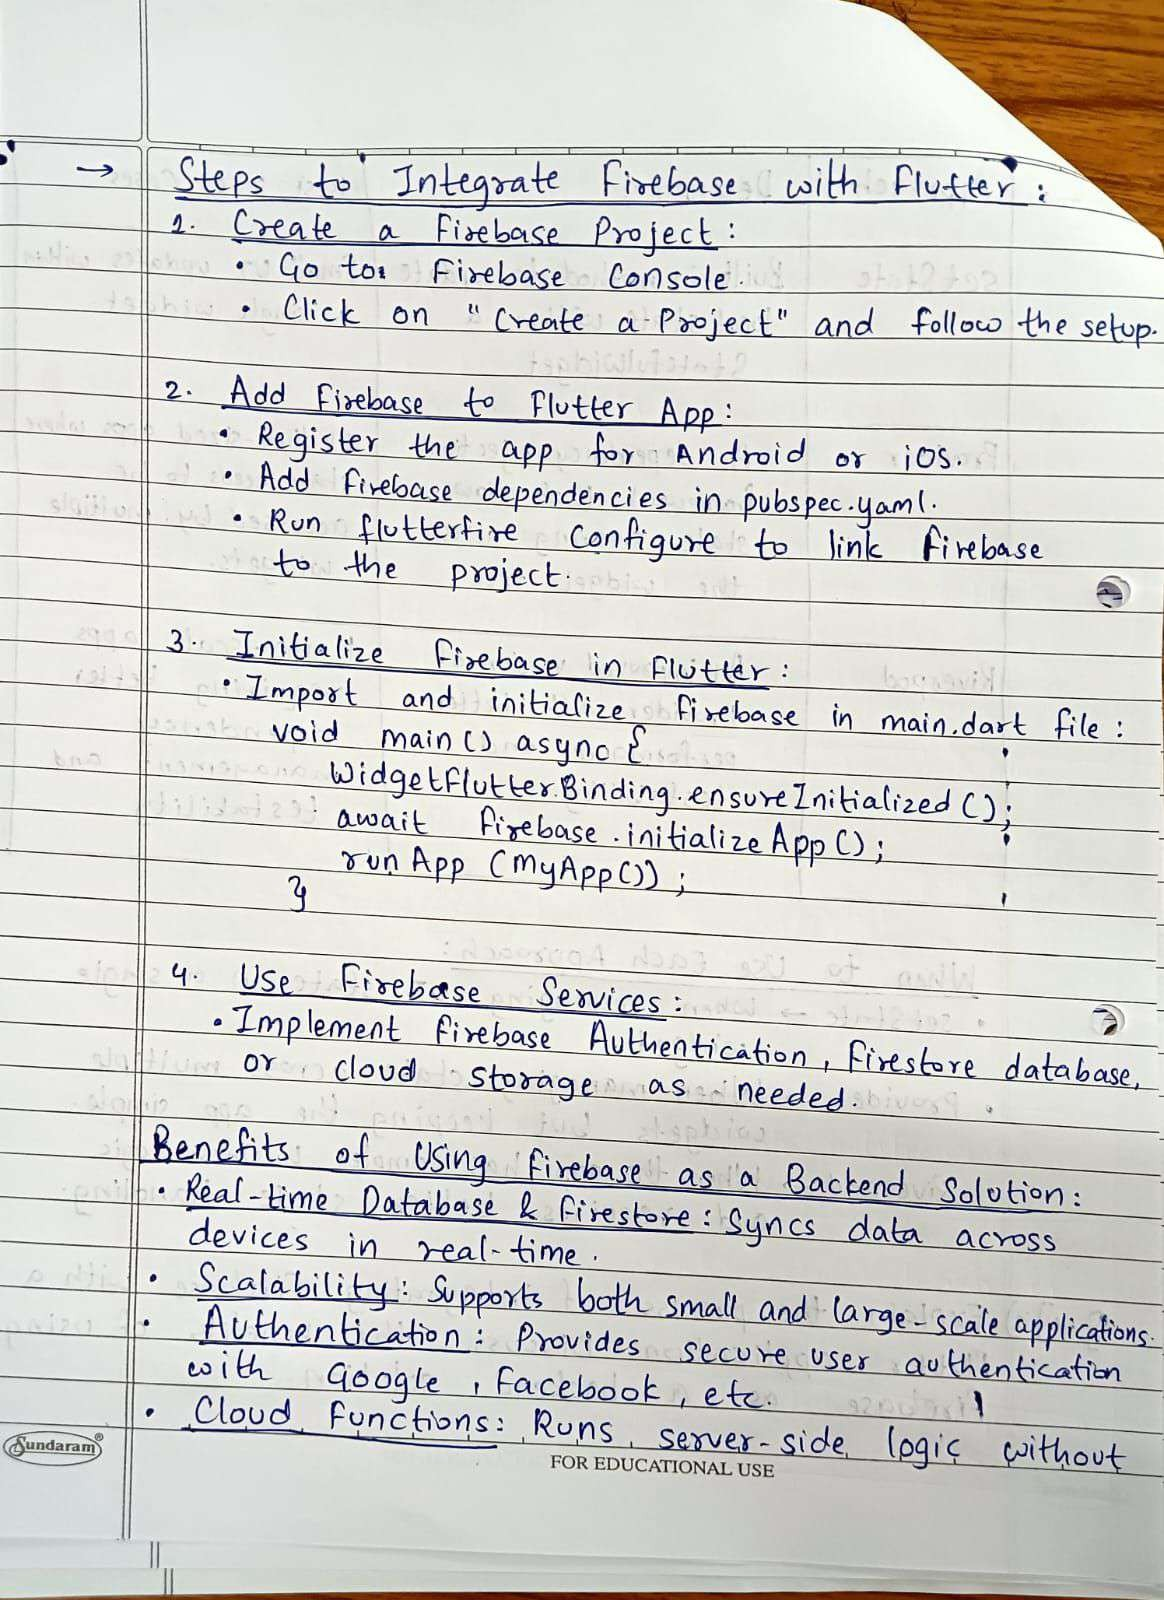 → Steps to Integrate Firebase with Flutter :
1. Create a Firebase Project :
• Go to Firebase Console.
• Click on "Create a Project" and follow the setup.
2. Add Firebase to Flutter App :
• Register the app for Android or iOS.
• Add Firebase dependencies in pubspec.yaml.
• Run flutterfire configure to link Firebase
to the project.
3. Initialize Firebase in Flutter :
• Import and initialize Firebase in main.dart file :
void main() async {
WidgetFlutter.Binding.ensureInitialized();
await Firebase.initializeApp();
runApp (MyApp());
}
4. Use Firebase Services :
• Implement Firebase Authentication, Firestore database,
or cloud storage as needed.
Benefits of Using Firebase as a Backend Solution :
• Real-time Database & Firestore : Syncs data across
devices in real-time.
• Scalability : Supports both small and large-scale applications.
• Authentication : Provides secure user authentication
with Google, Facebook, etc.
• Cloud Functions : Runs server-side logic without
Sundaram®
FOR EDUCATIONAL USE